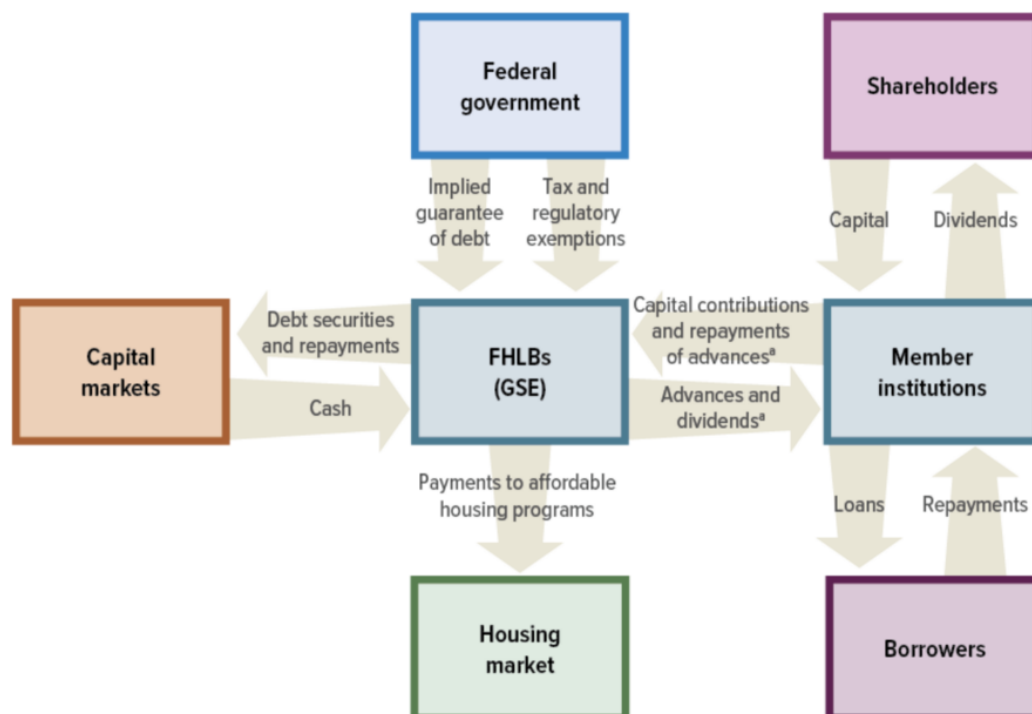 Federal
government
Shareholders
Implied
guarantee
of debt
Tax and
regulatory
exemptions
Capital
Dividends
Capital
markets
Debt securities
and repayments
Cash
FHLBs
(GSE)
Capital contributions
and repayments
of advancesᵃ
Advances and
dividendsᵃ
Member
institutions
Payments to affordable
housing programs
Loans
Repayments
Housing
market
Borrowers